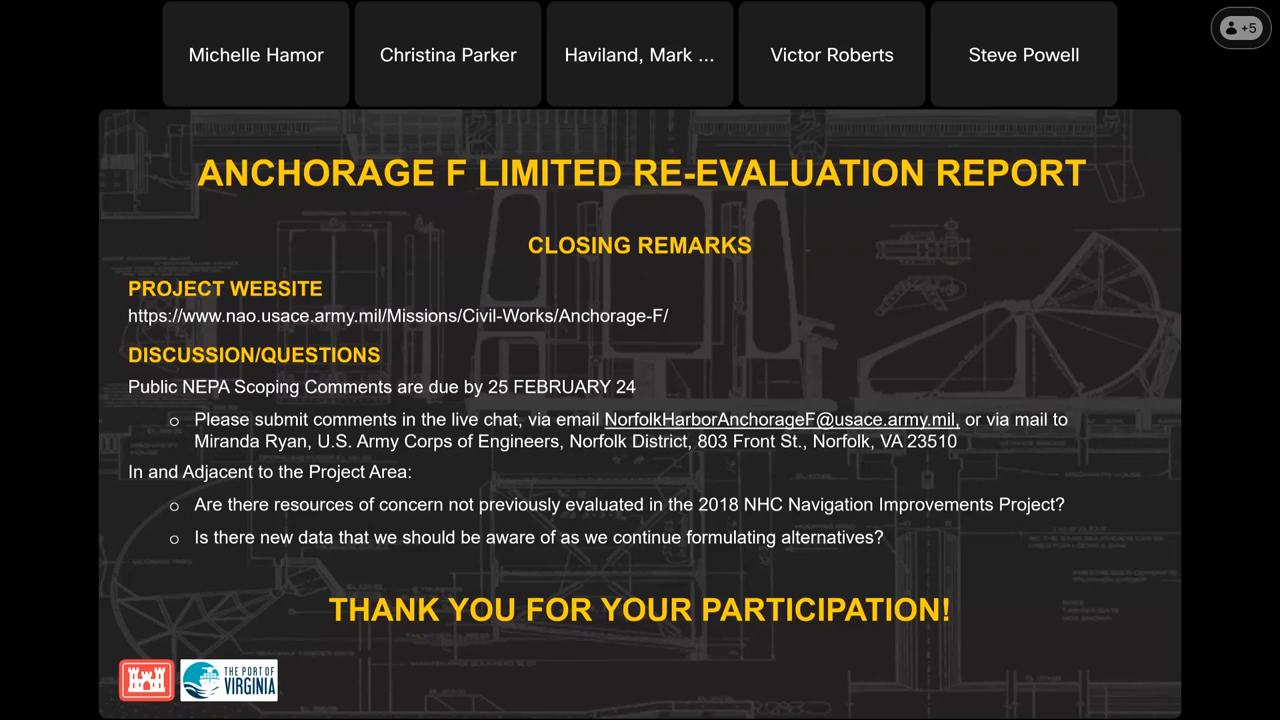 Michelle Hamor
Christina Parker
Haviland, Mark ...
Victor Roberts
Steve Powell
+5
ANCHORAGE F LIMITED RE-EVALUATION REPORT
CLOSING REMARKS
PROJECT WEBSITE
https://www.nao.usace.army.mil/Missions/Civil-Works/Anchorage-F/
DISCUSSION/QUESTIONS
Public NEPA Scoping Comments are due by 25 FEBRUARY 24
o Please submit comments in the live chat, via email NorfolkHarborAnchorageF@usace.army.mil, or via mail to
Miranda Ryan, U.S. Army Corps of Engineers, Norfolk District, 803 Front St., Norfolk, VA 23510
In and Adjacent to the Project Area:
o Are there resources of concern not previously evaluated in the 2018 NHC Navigation Improvements Project?
o Is there new data that we should be aware of as we continue formulating alternatives?
THANK YOU FOR YOUR PARTICIPATION!
THE PORT OF
VIRGINIA